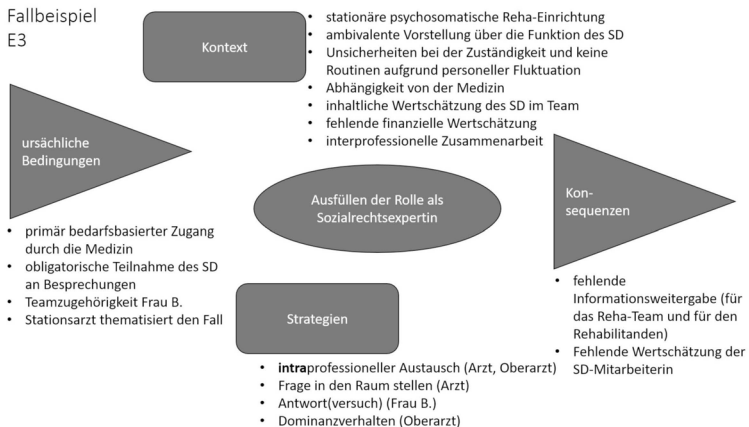 Fallbeispiel
E3
Kontext
• stationäre psychosomatische Reha-Einrichtung
• ambivalente Vorstellung über die Funktion des SD
• Unsicherheiten bei der Zuständigkeit und keine
Routinen aufgrund personeller Fluktuation
• Abhängigkeit von der Medizin
• inhaltliche Wertschätzung des SD im Team
• fehlende finanzielle Wertschätzung
• interprofessionelle Zusammenarbeit
ursächliche
Bedingungen
• primär bedarfsbasierter Zugang
durch die Medizin
• obligatorische Teilnahme des SD
an Besprechungen
• Teamzugehörigkeit Frau B.
• Stationsarzt thematisiert den Fall
Ausfüllen der Rolle als
Sozialrechtsexpertin
Kon-
sequenzen
• fehlende
Informationsweitergabe (für
das Reha-Team und für den
Rehabilitanden)
• Fehlende Wertschätzung der
SD-Mitarbeiterin
Strategien
• intraprofessioneller Austausch (Arzt, Oberarzt)
• Frage in den Raum stellen (Arzt)
• Antwort(versuch) (Frau B.)
• Dominanzverhalten (Oberarzt)